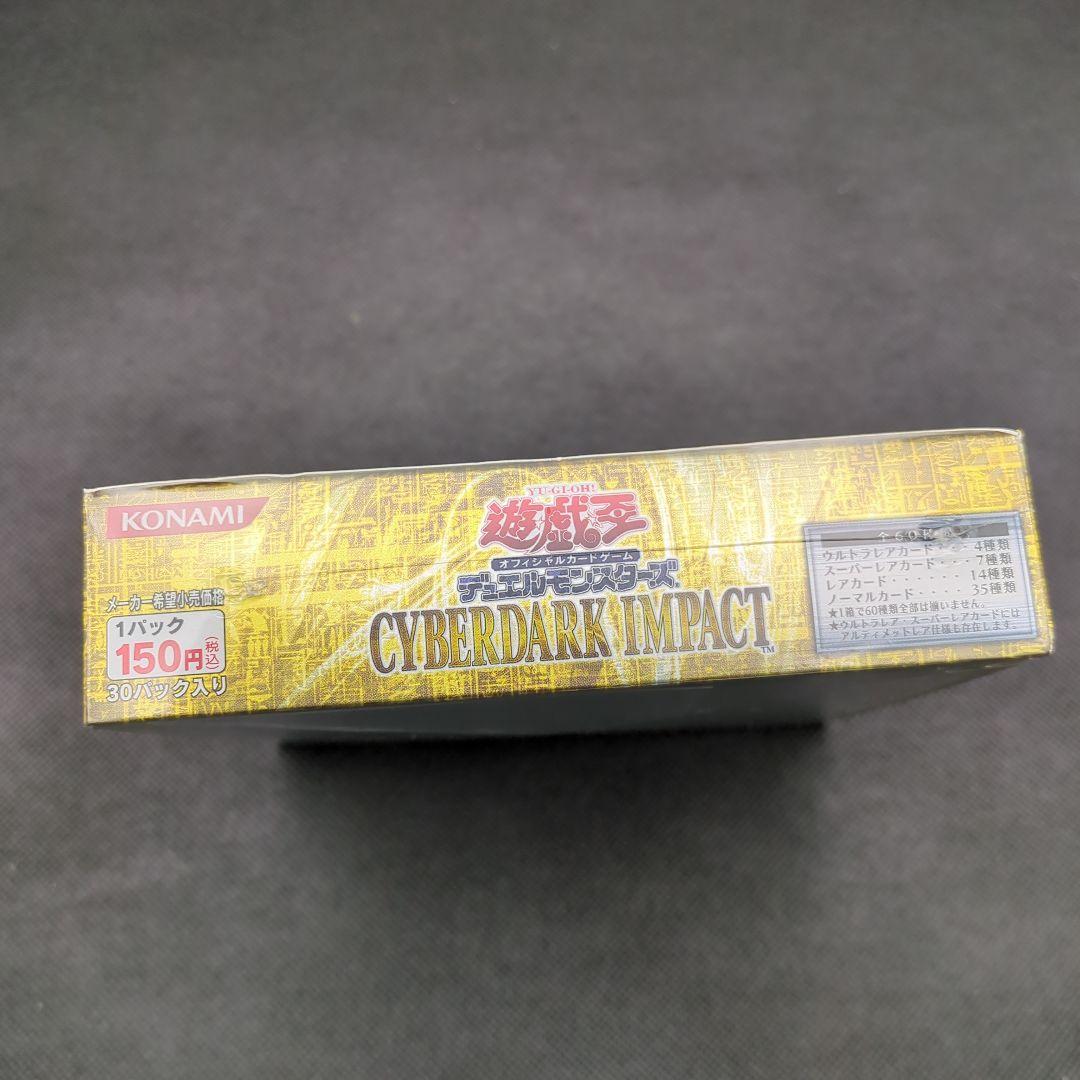 KONAMI
メーカー希望小売価格
1パック
150円(税込)
30パック入り
YU-GI-OH!
遊戯王
オフィシャルカードゲーム
デュエルモンスターズ
CYBERDARK IMPACT™
全60種
ウルトラレアカード・・・4種類
スーパーレアカード・・・・7種類
レアカード・・・・・・・14種類
ノーマルカード・・・・・35種類
★1箱で60種類全部は揃いません。
★ウルトラレア・スーパーレアカードには
アルティメットレア仕様も存在します。